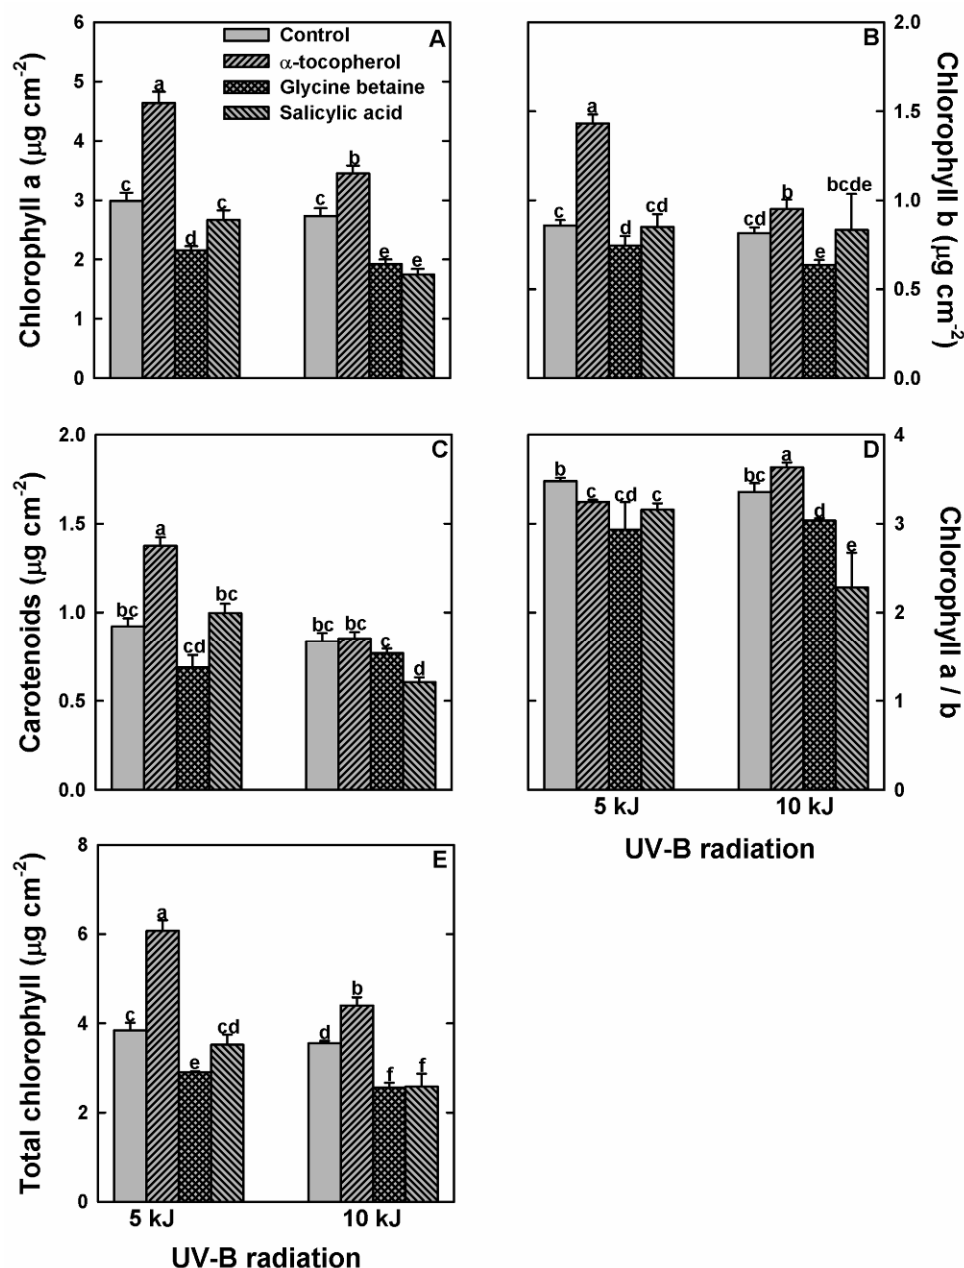 Chlorophyll a (μg cm-2)
6
5
4
3
2
1
0
Control
α-tocopherol
Glycine betaine
Salicylic acid
A
c
a
d
c
c
b
e
e
B
c
a
d
cd
cd
b
e
bcde
2.0
1.5
1.0
0.5
0.0
Chlorophyll b (μg cm-2)
Carotenoids (μg cm-2)
2.0
1.5
1.0
0.5
0.0
C
bc
a
cd
bc
bc
bc
c
d
D
b
c
cd
c
bc
a
d
e
4
3
2
1
0
Chlorophyll a / b
5 kJ 10 kJ
UV-B radiation
Total chlorophyll (μg cm-2)
8
6
4
2
0
E
c
a
e
cd
d
b
f
f
5 kJ 10 kJ
UV-B radiation